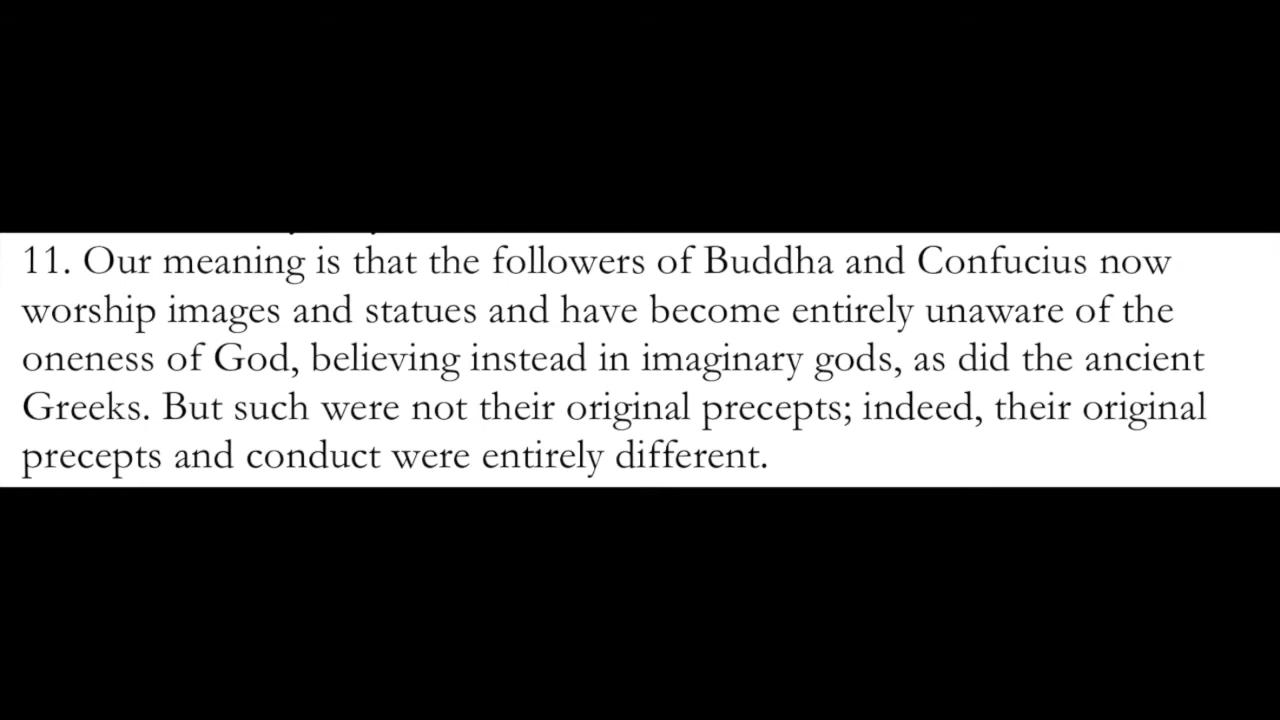 11. Our meaning is that the followers of Buddha and Confucius now
worship images and statues and have become entirely unaware of the
oneness of God, believing instead in imaginary gods, as did the ancient
Greeks. But such were not their original precepts; indeed, their original
precepts and conduct were entirely different.